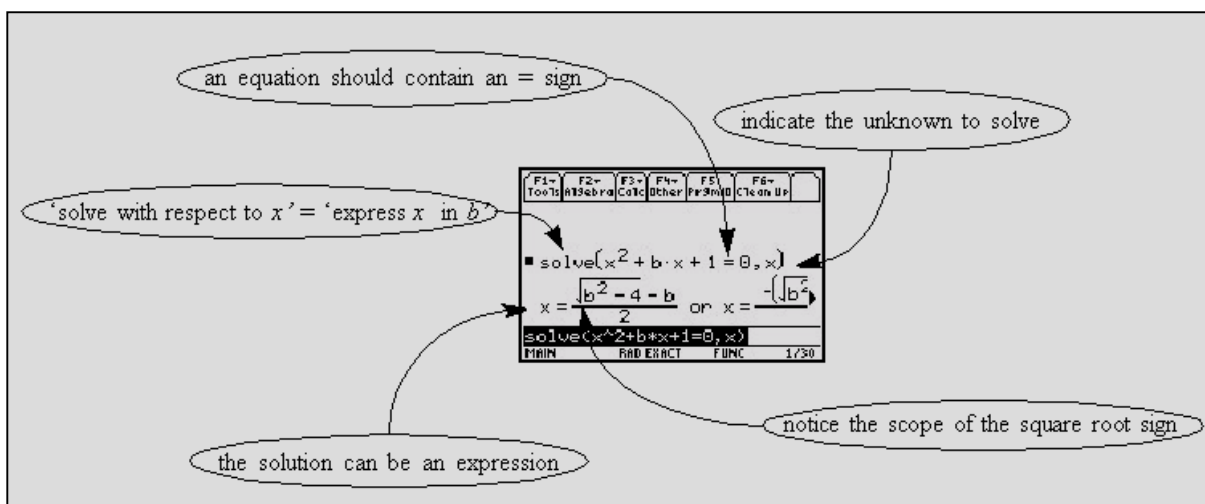 an equation should contain an = sign
indicate the unknown to solve
'solve with respect to x' = 'express x in b'
F1▾ F2▾ F3▾ F4▾ F5 F6▾
Tools Algebra Calc Other PrgmIO Clean Up
▪ solve(x² + b·x + 1 = 0, x)
x = (√(b² - 4) - b)/2 or x = -(√b²
solve(x^2+b*x+1=0,x)
MAIN RAD EXACT FUNC 1/30
notice the scope of the square root sign
the solution can be an expression